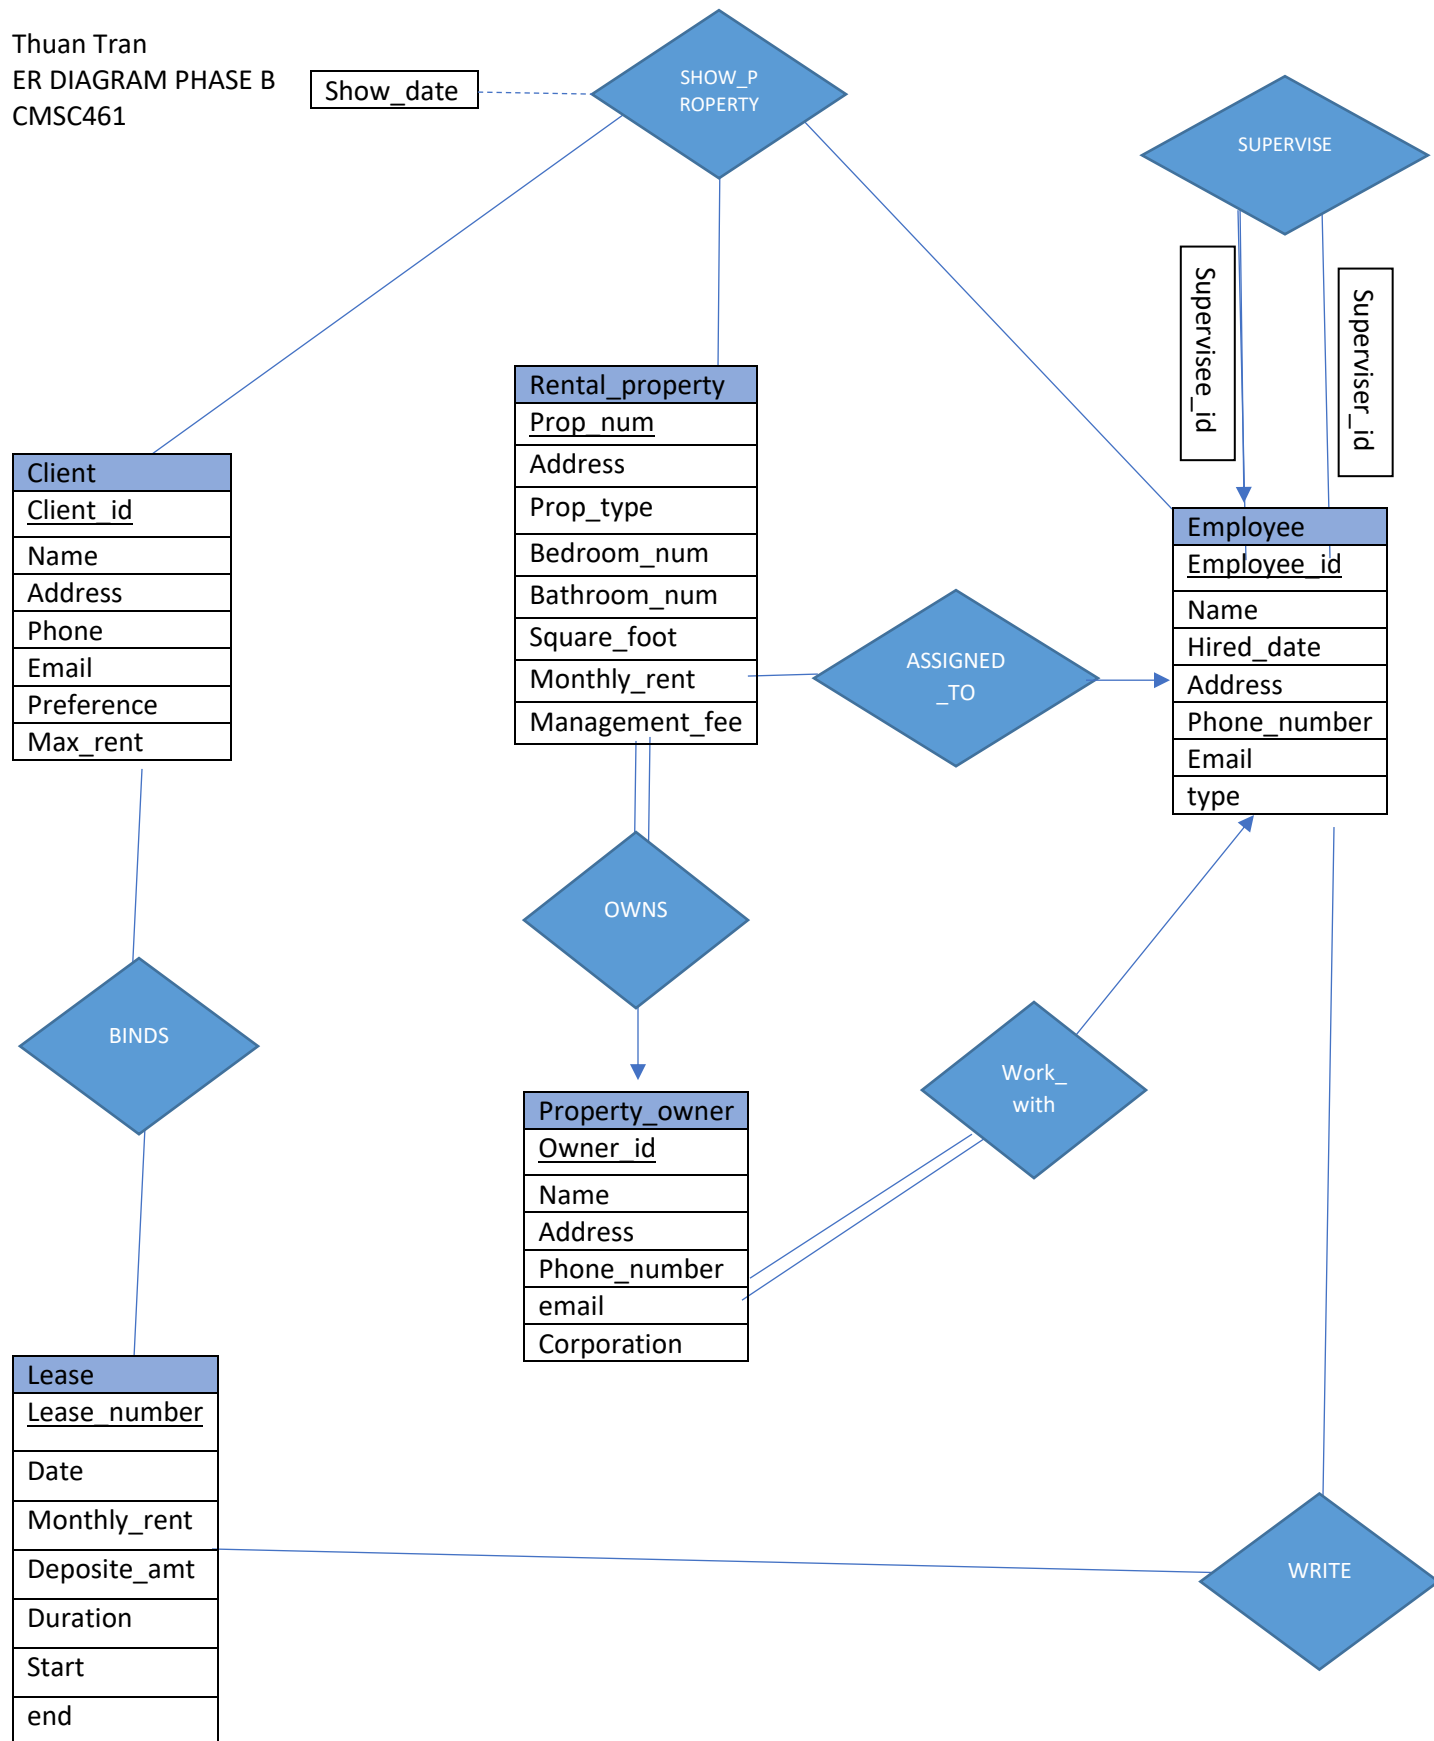 Thuan Tran
ER DIAGRAM PHASE B
CMSC461
Show_date
SHOW_P
ROPERTY
SUPERVISE
Supervisee_id
Superviser_id
Rental_property
Prop_num
Address
Prop_type
Bedroom_num
Bathroom_num
Square_foot
Monthly_rent
Management_fee
Client
Client_id
Name
Address
Phone
Email
Preference
Max_rent
Employee
Employee_id
Name
Hired_date
Address
Phone_number
Email
type
ASSIGNED
_TO
OWNS
BINDS
Work_
with
Property_owner
Owner_id
Name
Address
Phone_number
email
Corporation
Lease
Lease_number
Date
Monthly_rent
Deposite_amt
Duration
Start
end
WRITE